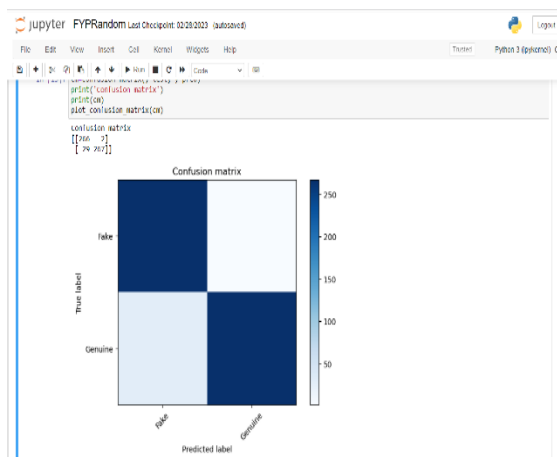 jupyter FYPRandom Last Checkpoint: 02/28/2023 (autosaved)
Logout
File Edit View Insert Cell Kernel Widgets Help
Trusted Python 3 (ipykernel)
Run Code
print('Confusion matrix')
print(cm)
plot_confusion_matrix(cm)
Confusion matrix
Confusion matrix
250
200
Fake
150
True label
100
Genuine
50
Fake Genuine
Predicted label